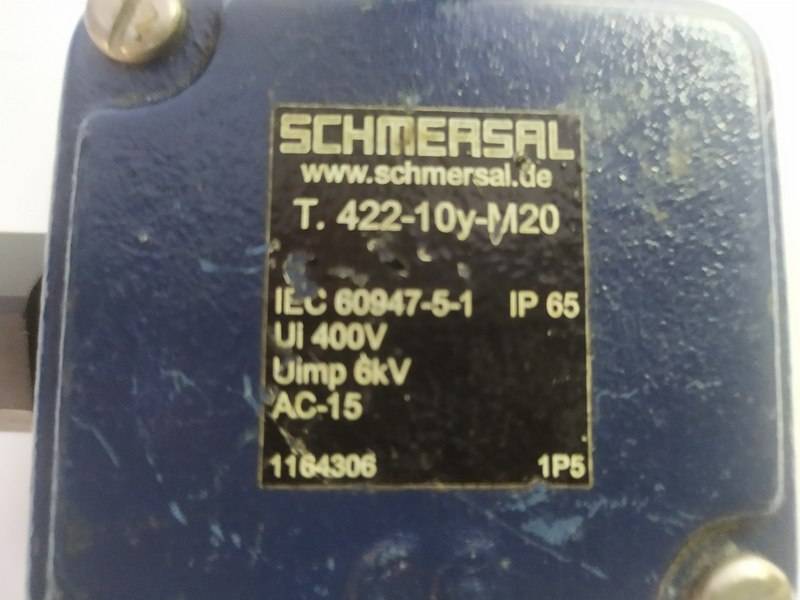 SCHMERSAL
www.schmersal.de
T. 422-10y-M20
IEC 60947-5-1 IP 65
Ui 400V
Uimp 6kV
AC-15
1164306 1P5